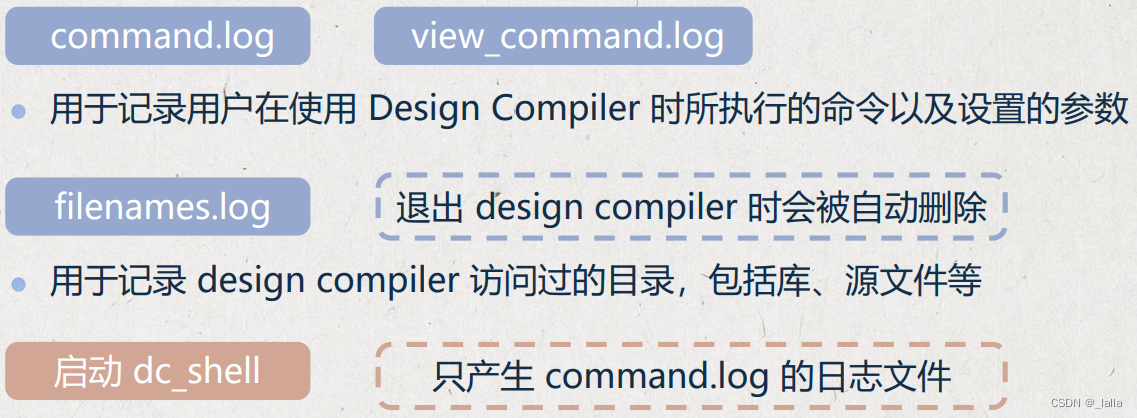 command.log view_command.log
用于记录用户在使用 Design Compiler 时所执行的命令以及设置的参数
filenames.log 退出 design compiler 时会被自动删除
用于记录 design compiler 访问过的目录，包括库、源文件等
启动 dc_shell 只产生 command.log 的日志文件
CSDN @_lalla